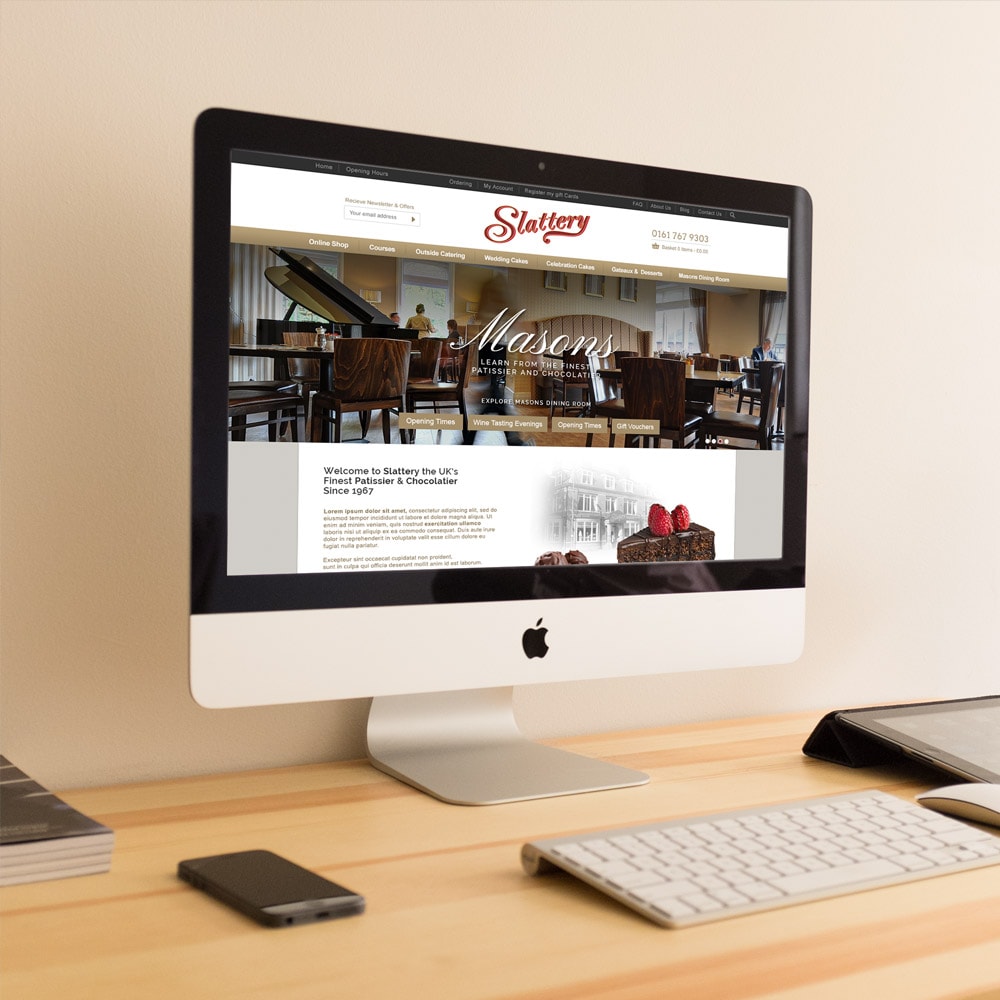 Home Opening Hours Ordering My Account Register my gift Cards FAQ About Us Blog Contact Us
Recieve Newsletter & Offers
Your email address
Slattery
0161 767 9303
Basket 0 items - £0.00
Online Shop Courses Outside Catering Wedding Cakes Celebration Cakes Gateaux & Desserts Masons Dining Room
Masons
LEARN FROM THE FINEST
PATISSIER AND CHOCOLATIER
EXPLORE MASONS DINING ROOM
Opening Times Wine Tasting Evenings Opening Times Gift Vouchers
Welcome to Slattery the UK's
Finest Patissier & Chocolatier
Since 1967
Lorem ipsum dolor sit amet, consectetur adipiscing elit, sed do
eiusmod tempor incididunt ut labore et dolore magna aliqua. Ut
enim ad minim veniam, quis nostrud exercitation ullamco
laboris nisi ut aliquip ex ea commodo consequat. Duis aute irure
dolor in reprehenderit in voluptate velit esse cillum dolore eu
fugiat nulla pariatur.
Excepteur sint occaecat cupidatat non proident,
sunt in culpa qui officia deserunt mollit anim id est laborum.